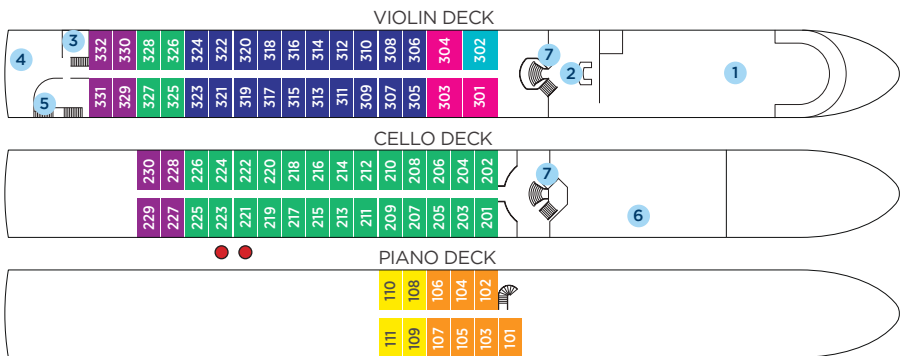 VIOLIN DECK
4 3 332 330 328 326 324 322 320 318 316 314 312 310 308 306 304 302 7 2 1
5 331 329 327 325 323 321 319 317 315 313 311 309 307 305 303 301
CELLO DECK
230 228 226 224 222 220 218 216 214 212 210 208 206 204 202 7
229 227 225 223 221 219 217 215 213 211 209 207 205 203 201 6
PIANO DECK
110 108 106 104 102
111 109 107 105 103 101